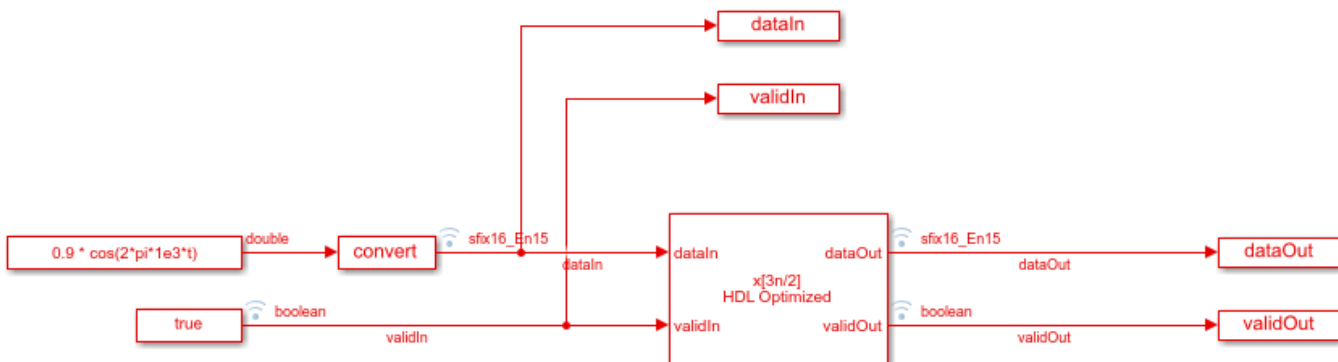 dataIn
validIn
0.9 * cos(2*pi*1e3*t)
double
convert
sfix16_En15
dataIn
dataIn
dataOut
sfix16_En15
dataOut
dataOut
x[3n/2]
HDL Optimized
true
boolean
validIn
validIn
validOut
boolean
validOut
validOut